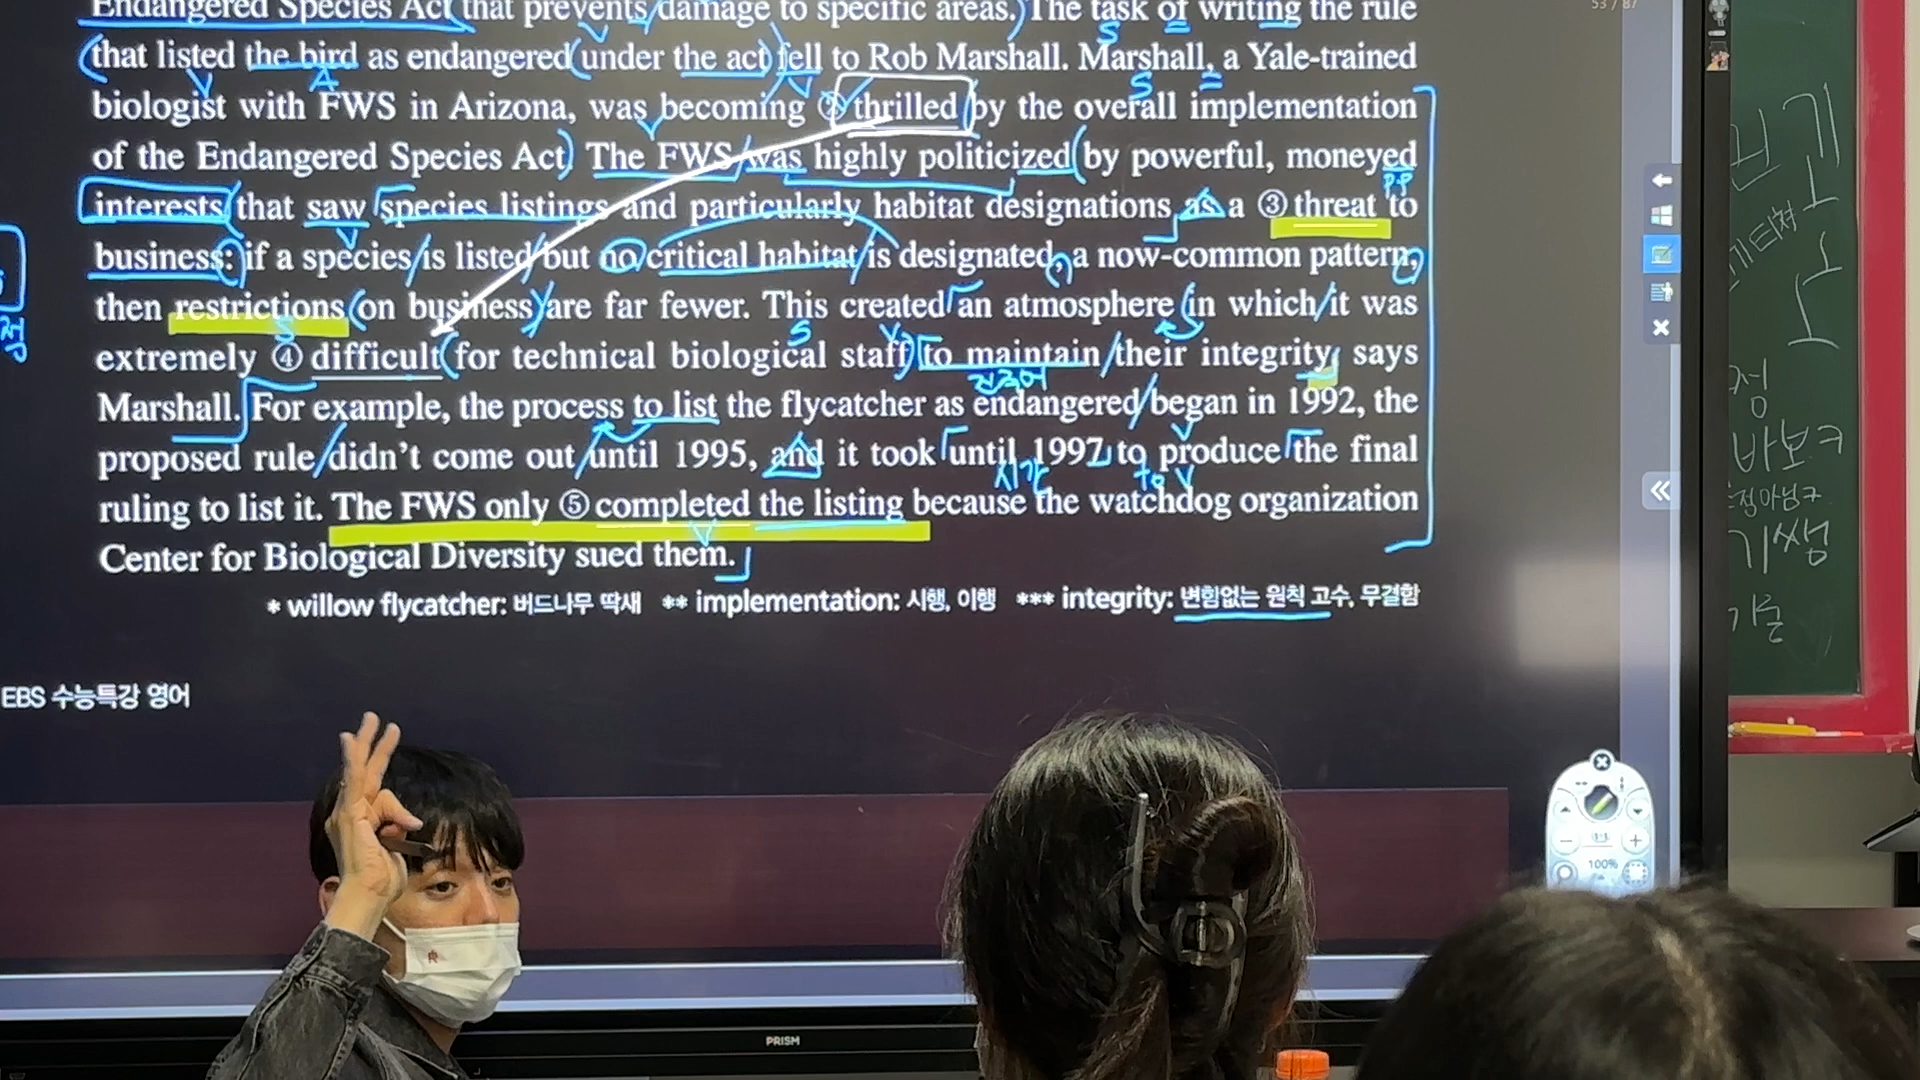 53 / 87
Endangered Species Act that prevents damage to specific areas. The task of writing the rule
that listed the bird as endangered under the act fell to Rob Marshall. Marshall, a Yale-trained
biologist with FWS in Arizona, was becoming ② thrilled by the overall implementation
of the Endangered Species Act. The FWS was highly politicized by powerful, moneyed
interests that saw species listings and particularly habitat designations as a ③ threat to
business: if a species is listed but no critical habitat is designated, a now-common pattern,
then restrictions on business are far fewer. This created an atmosphere in which it was
extremely ④ difficult for technical biological staff to maintain their integrity, says
Marshall. For example, the process to list the flycatcher as endangered began in 1992, the
proposed rule didn't come out until 1995, and it took until 1997 to produce the final
ruling to list it. The FWS only ⑤ completed the listing because the watchdog organization
Center for Biological Diversity sued them.
* willow flycatcher: 버드나무 딱새 ** implementation: 시행, 이행 *** integrity: 변함없는 원칙 고수, 무결함
EBS 수능특강 영어
S
V
A
S
V
S
V
p.p
V
S
V
시간
to V
V
점
바보ㅋ
100%
R
PRISM